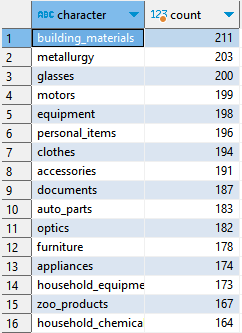 ABC character 123 count
1 building_materials 211
2 metallurgy 203
3 glasses 200
4 motors 199
5 equipment 198
6 personal_items 196
7 clothes 194
8 accessories 191
9 documents 187
10 auto_parts 183
11 optics 182
12 furniture 178
13 appliances 174
14 household_equipme 173
15 zoo_products 167
16 household_chemica 164